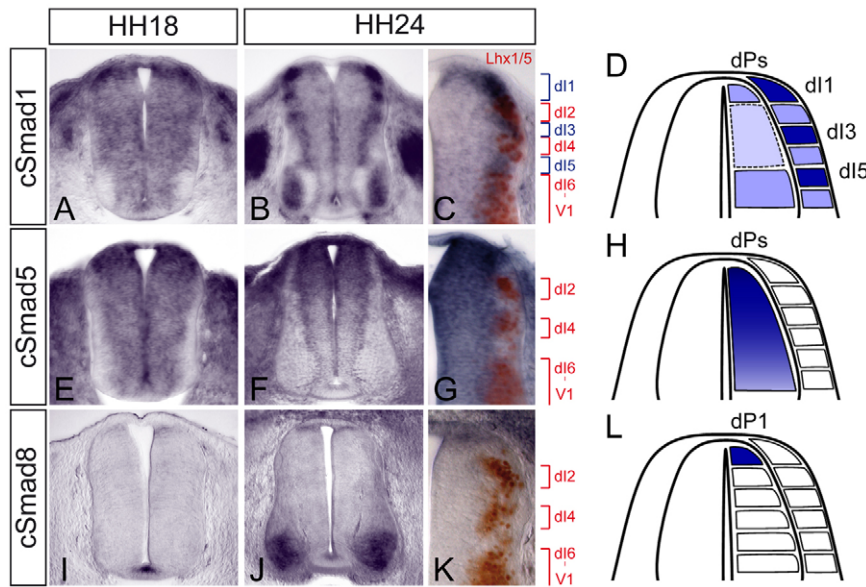 HH18
HH24
cSmad1
A
B
C
Lhx1/5
dI1
dI2
dI3
dI4
dI5
dI6
-
V1
D
dPs
dI1
dI3
dI5
cSmad5
E
F
G
dI2
dI4
dI6
-
V1
H
dPs
cSmad8
I
J
K
dI2
dI4
dI6
-
V1
L
dP1